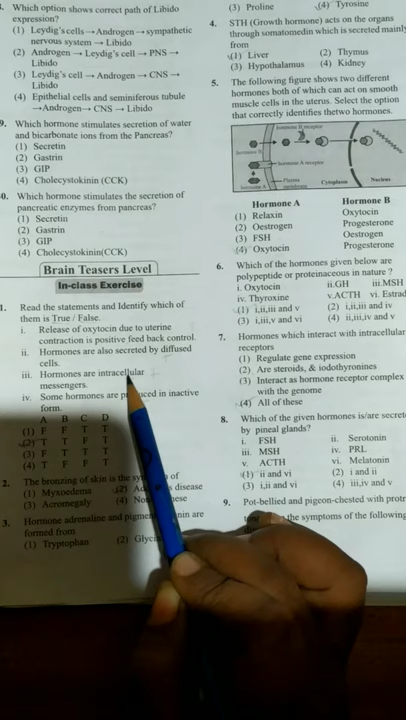 Which option shows correct path of Libido
expression?
(1) Leydig's cells→Androgen→sympathetic
nervous system → Libido
(2) Androgen → Leydig's cell → PNS →
Libido
(3) Leydig's cell → Androgen → CNS →
Libido
(4) Epithelial cells and seminiferous tubule
→Androgen→ CNS → Libido
9. Which hormone stimulates secretion of water
and bicarbonate ions from the Pancreas?
(1) Secretin
(2) Gastrin
(3) GIP
(4) Cholecystokinin (CCK)
0. Which hormone stimulates the secretion of
pancreatic enzymes from pancreas?
(1) Secretin
(2) Gastrin
(3) GIP
(4) Cholecystokinin(CCK)
Brain Teasers Level
In-class Exercise
1. Read the statements and Identify which of
them is True / False.
i. Release of oxytocin due to uterine
contraction is positive feed back control.
ii. Hormones are also secreted by diffused
cells.
iii. Hormones are intracellular
messengers.
iv. Some hormones are in inactive
form.
A B C D
(1) F F T T
(2) T T F T
(3) F T T T
(4) T F F T
2. The bronzing of skin is the of
(1) Myxoedema (2) disease
(3) Acromegaly (4)
3. Hormone adrenaline and are
formed from
(1) Tryptophan (2)
(3) Proline (4) Tyrosine
4. STH (Growth hormone) acts on the organs
through somatomedin which is secreted mainly
from
(1) Liver (2) Thymus
(3) Hypothalamus (4) Kidney
5. The following figure shows two different
hormones both of which can act on smooth
muscle cells in the uterus. Select the option
that correctly identifies thetwo hormones.
hormone B receptor
hormone B
hormone A receptor
hormone A
Plasma
membrane
Cytoplasm Nucleus
Hormone A Hormone B
(1) Relaxin Oxytocin
(2) Oestrogen Progesterone
(3) FSH Oestrogen
(4) Oxytocin Progesterone
6. Which of the hormones given below are
polypeptide or proteinaceous in nature ?
i. Oxytocin ii.GH iii.MSH
iv. Thyroxine v.ACTH vi. Estrad
(1) i,ii,iii and v (2) i,ii,iii and iv
(3) i,iii,v and vi (4) ii,iii,iv and v
7. Hormones which interact with intracellular
receptors
(1) Regulate gene expression
(2) Are steroids, & iodothyronines
(3) Interact as hormone receptor complex
with the genome
(4) All of these
8. Which of the given hormones is/are secrete
by pineal glands?
i. FSH ii. Serotonin
iii. MSH iv. PRL
v. ACTH vi. Melatonin
(1) ii and vi (2) i and ii
(3) i,ii and vi (4) iii,iv and v
9. Pot-bellied and pigeon-chested with protr
the symptoms of the following